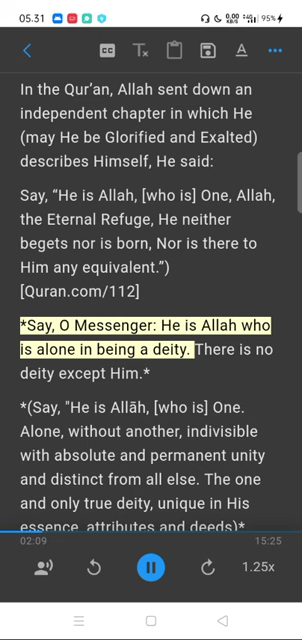 05.31
0.00 KB/S
95%
CC
In the Qur'an, Allah sent down an
independent chapter in which He
(may He be Glorified and Exalted)
describes Himself, He said:
Say, "He is Allah, [who is] One, Allah,
the Eternal Refuge, He neither
begets nor is born, Nor is there to
Him any equivalent.")
[Quran.com/112]
*Say, O Messenger: He is Allah who
is alone in being a deity. There is no
deity except Him.*
*(Say, "He is Allāh, [who is] One.
Alone, without another, indivisible
with absolute and permanent unity
and distinct from all else. The one
and only true deity, unique in His
essence, attributes and deeds)*
02:09
15:25
1.25x